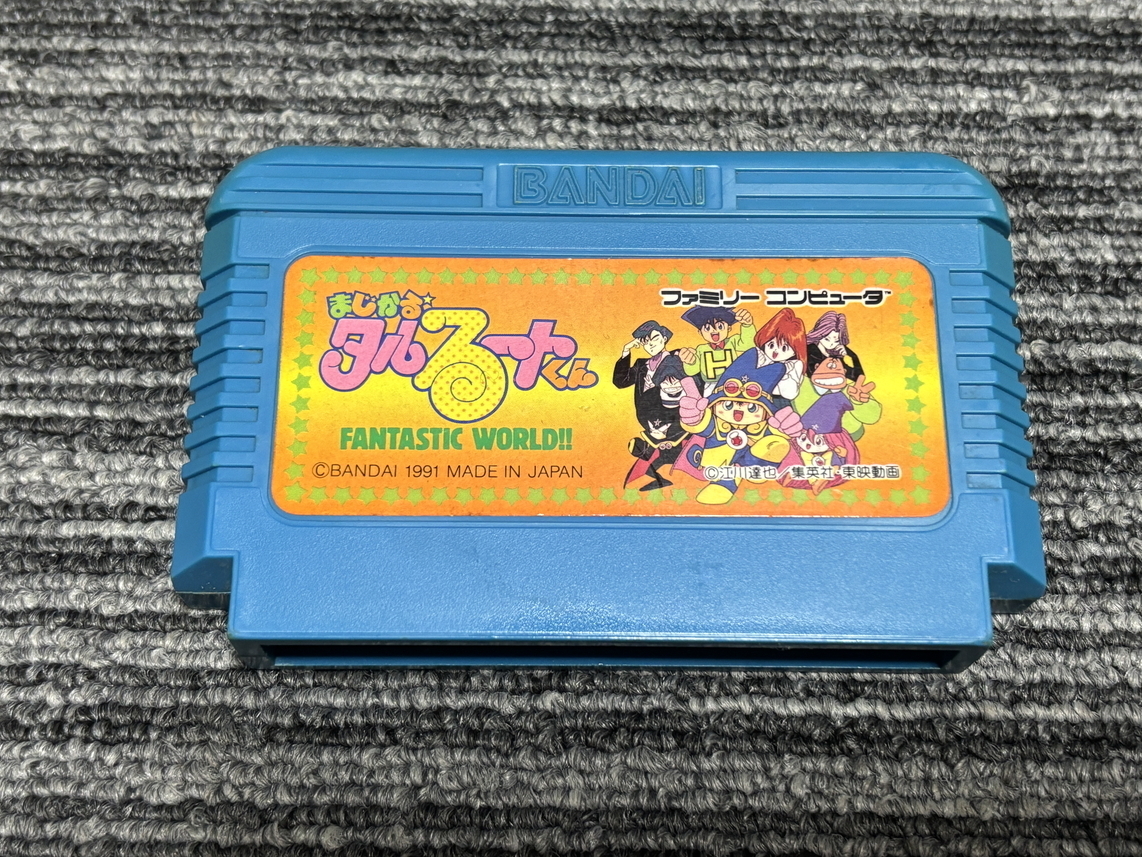 BANDAI
ファミリー コンピュータ™
まじかる☆
タルるートくん
FANTASTIC WORLD!!
©BANDAI 1991 MADE IN JAPAN
©江川達也/集英社・東映動画
H